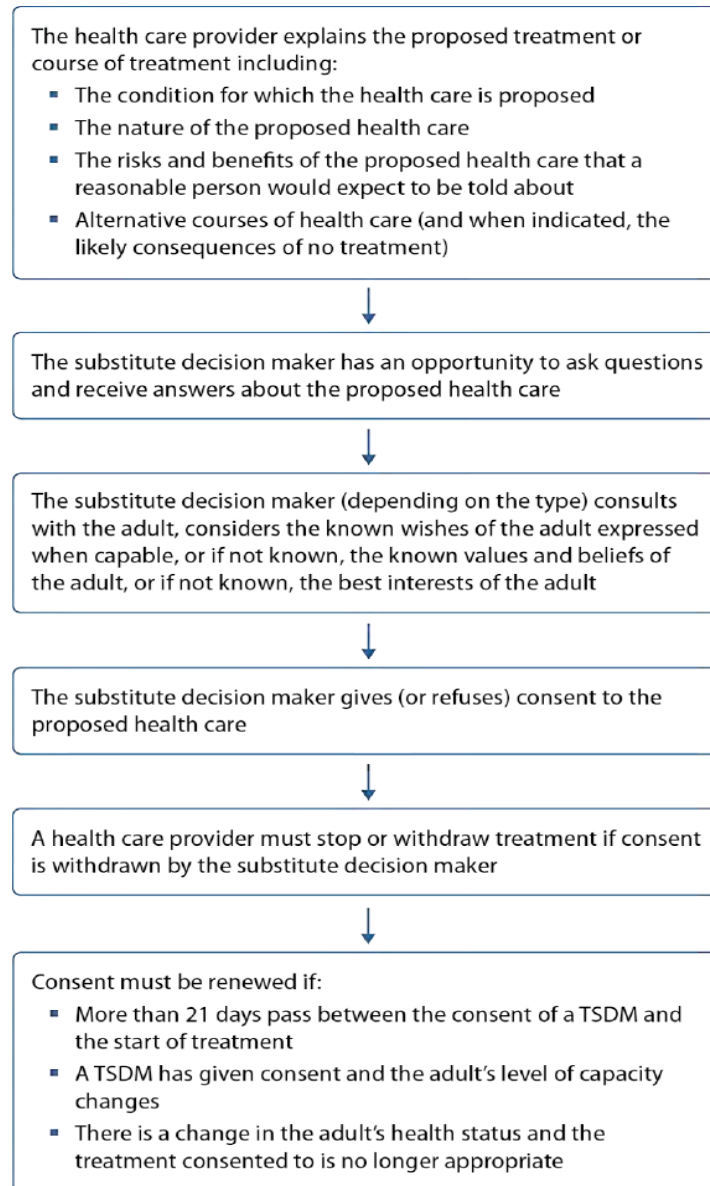 The health care provider explains the proposed treatment or
course of treatment including:
▪ The condition for which the health care is proposed
▪ The nature of the proposed health care
▪ The risks and benefits of the proposed health care that a
reasonable person would expect to be told about
▪ Alternative courses of health care (and when indicated, the
likely consequences of no treatment)
The substitute decision maker has an opportunity to ask questions
and receive answers about the proposed health care
The substitute decision maker (depending on the type) consults
with the adult, considers the known wishes of the adult expressed
when capable, or if not known, the known values and beliefs of
the adult, or if not known, the best interests of the adult
The substitute decision maker gives (or refuses) consent to the
proposed health care
A health care provider must stop or withdraw treatment if consent
is withdrawn by the substitute decision maker
Consent must be renewed if:
▪ More than 21 days pass between the consent of a TSDM and
the start of treatment
▪ A TSDM has given consent and the adult’s level of capacity
changes
▪ There is a change in the adult’s health status and the
treatment consented to is no longer appropriate